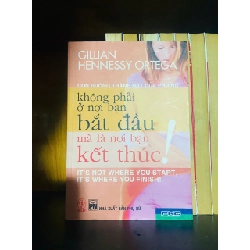 GILLIAN
HENNESSY ORTEGA
không phải
ở nơi bạn
bắt đầu
mà là nơi bạn
kết thúc!
IT'S NOT WHERE YOU START,
IT'S WHERE YOU FINISH!